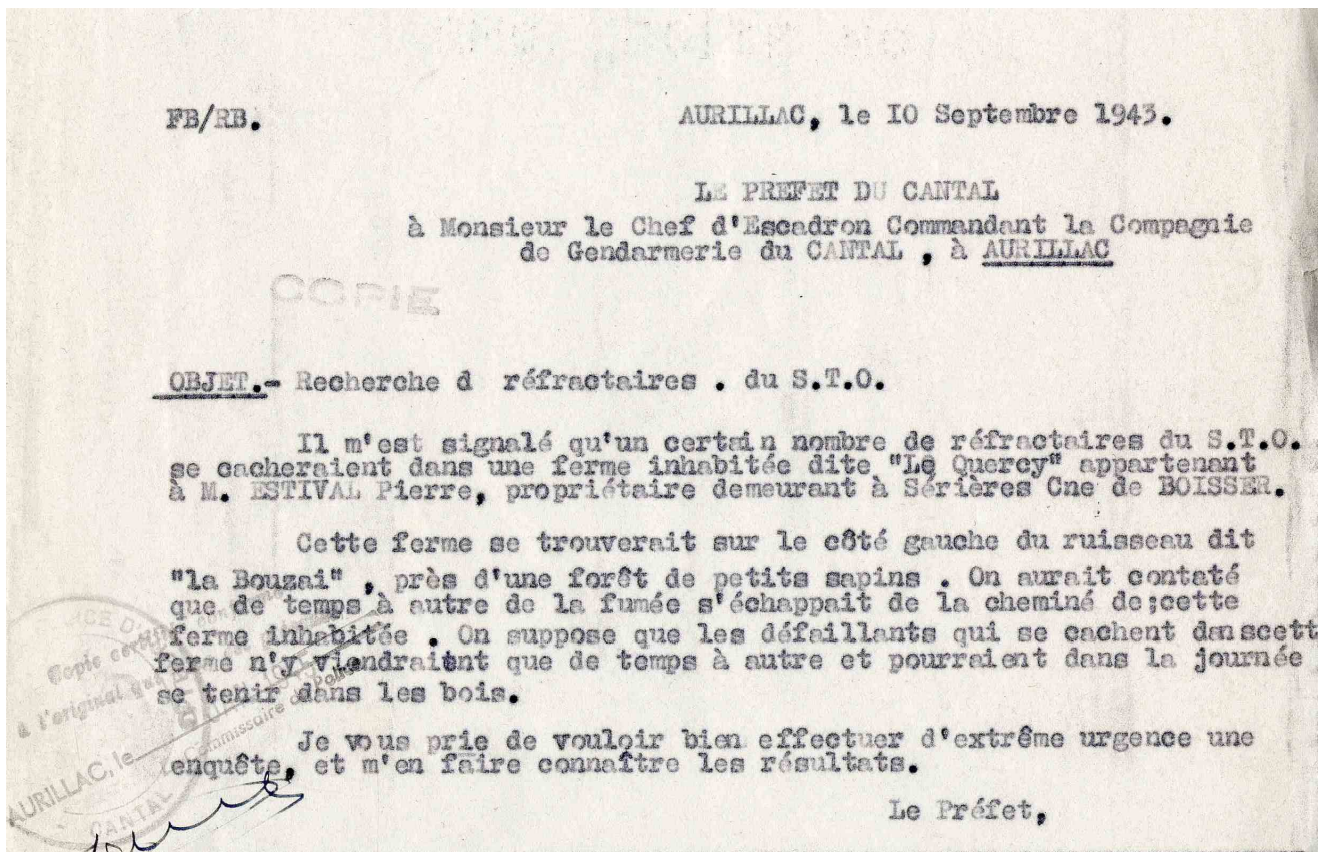 FB/RB.
AURILLAC, le IO Septembre 1943.
LE PREFET DU CANTAL
à Monsieur le Chef d'Escadron Commandant la Compagnie
de Gendarmerie du CANTAL , à AURILLAC
COPIE
OBJET.- Recherche d réfractaires . du S.T.O.
Il m'est signalé qu'un certain nombre de réfractaires du S.T.O.
se cacheraient dans une ferme inhabitée dite "Le Quercy" appartenant
à M. ESTIVAL Pierre, propriétaire demeurant à Sérières Cne de BOISSER.
Cette ferme se trouverait sur le côté gauche du ruisseau dit
"la Bouzai" , près d'une forêt de petits sapins . On aurait contaté
que de temps à autre de la fumée s'échappait de la cheminé de;cette
ferme inhabitée . On suppose que les défaillants qui se cachent danscett
ferme n'y viendraient que de temps à autre et pourraient dans la journée
se tenir dans les bois.
Je vous prie de vouloir bien effectuer d'extrême urgence une
enquête, et m'en faire connaître les résultats.
Le Préfet,
Copie certifiée
à l'original qui
AURILLAC, le
Commissaire de Police
CANTAL